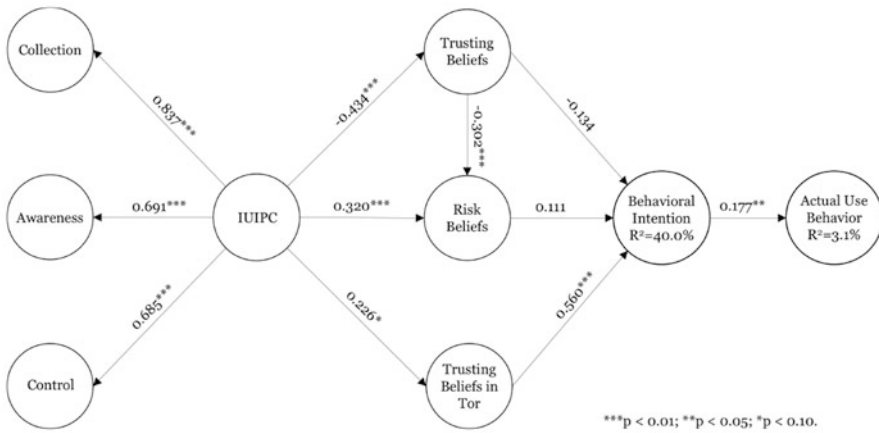 Collection
Trusting
Beliefs
0.837***
-0.434***
-0.302***
-0.134
Awareness
0.691***
IUIPC
0.320***
Risk
Beliefs
0.111
Behavioral
Intention
R²=40.0%
0.177**
Actual Use
Behavior
R²=3.1%
0.685***
0.226*
0.560***
Control
Trusting
Beliefs in
Tor
***p < 0.01; **p < 0.05; *p < 0.10.